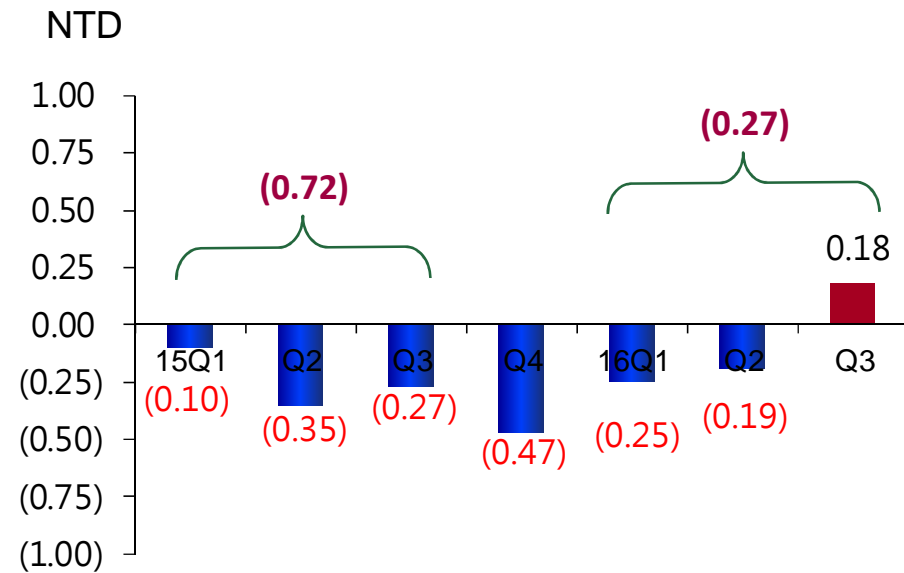 NTD
1.00
0.75
0.50
0.25
0.00
(0.25)
(0.50)
(0.75)
(1.00)
(0.72)
(0.27)
0.18
15Q1
Q2
Q3
Q4
16Q1
Q2
Q3
(0.10)
(0.35)
(0.27)
(0.47)
(0.25)
(0.19)